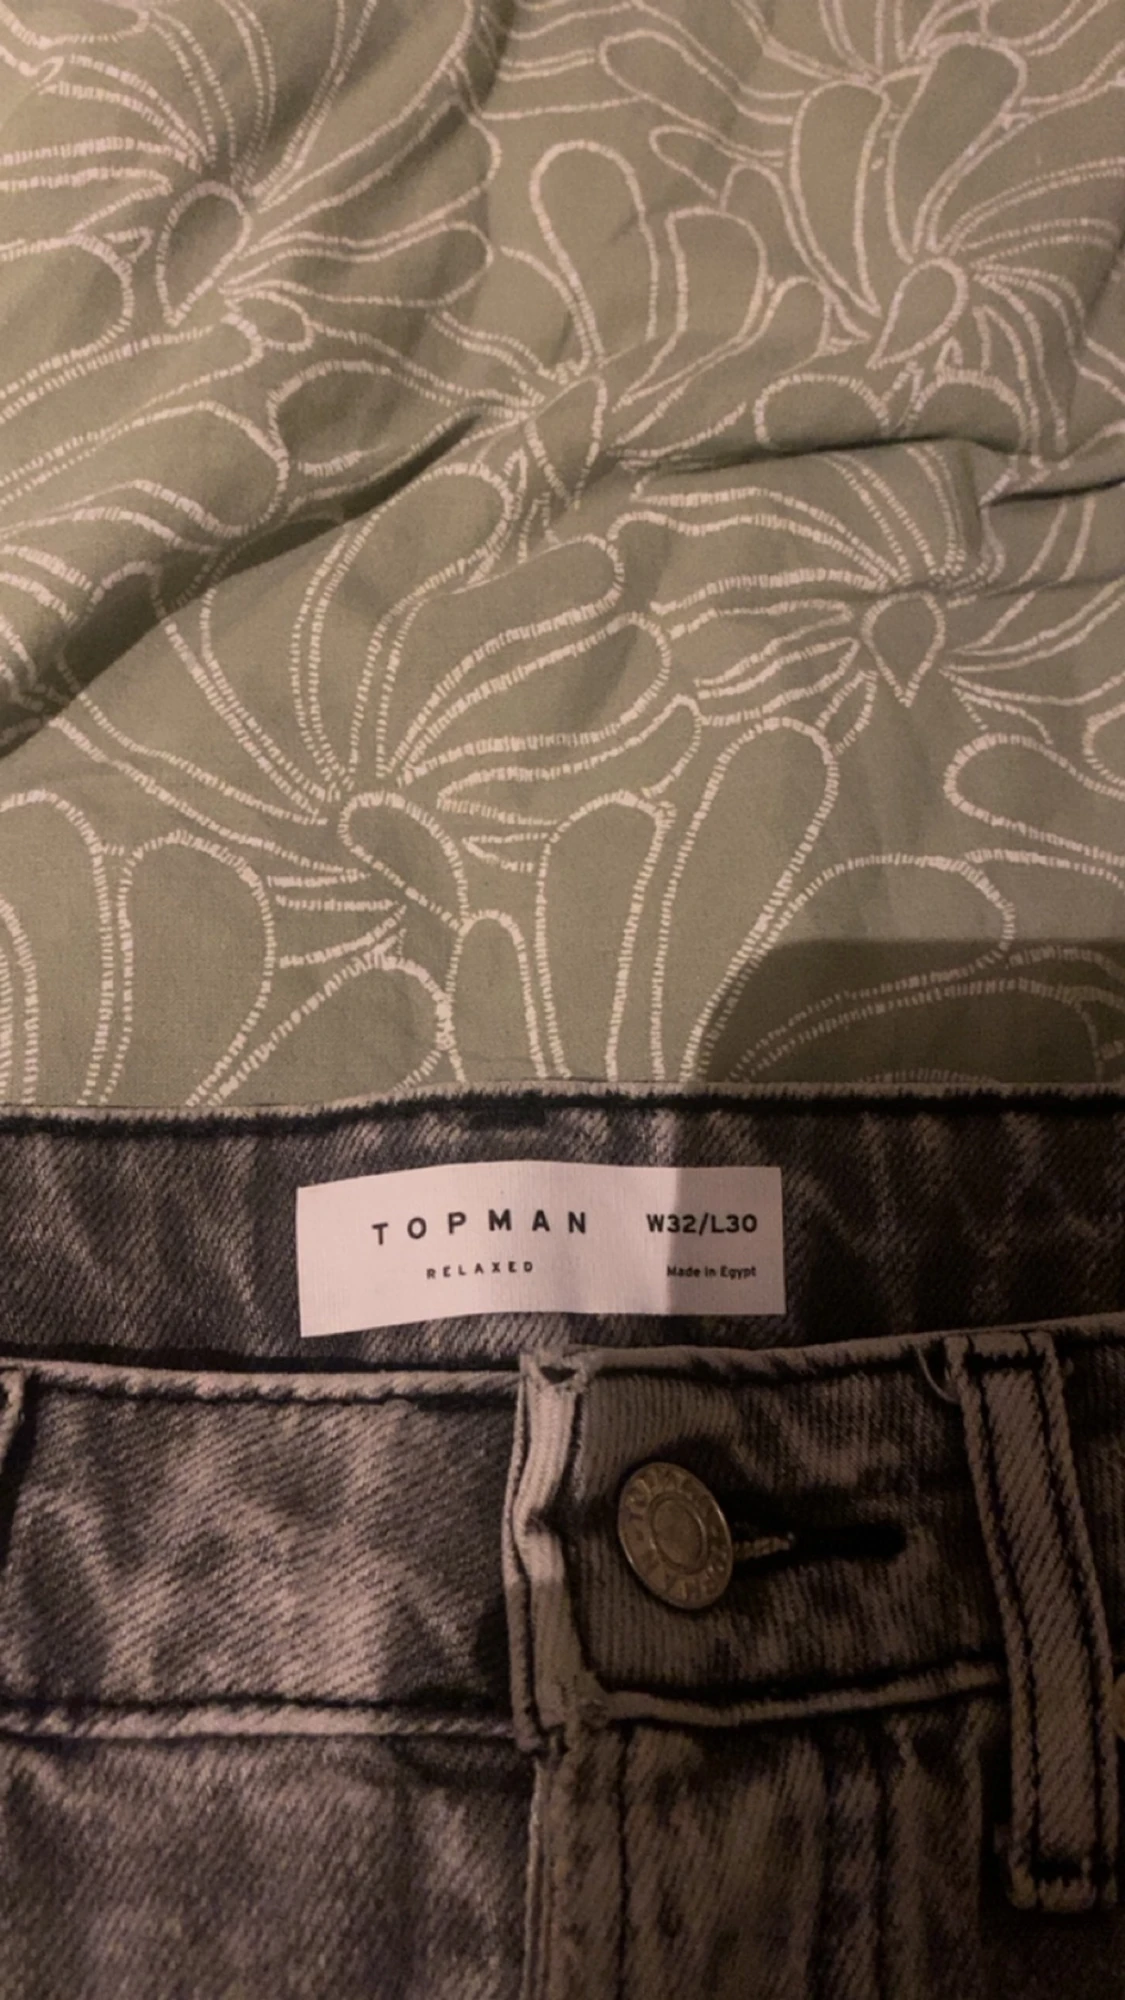 TOPMAN
RELAXED
W32/L30
Made in Egypt